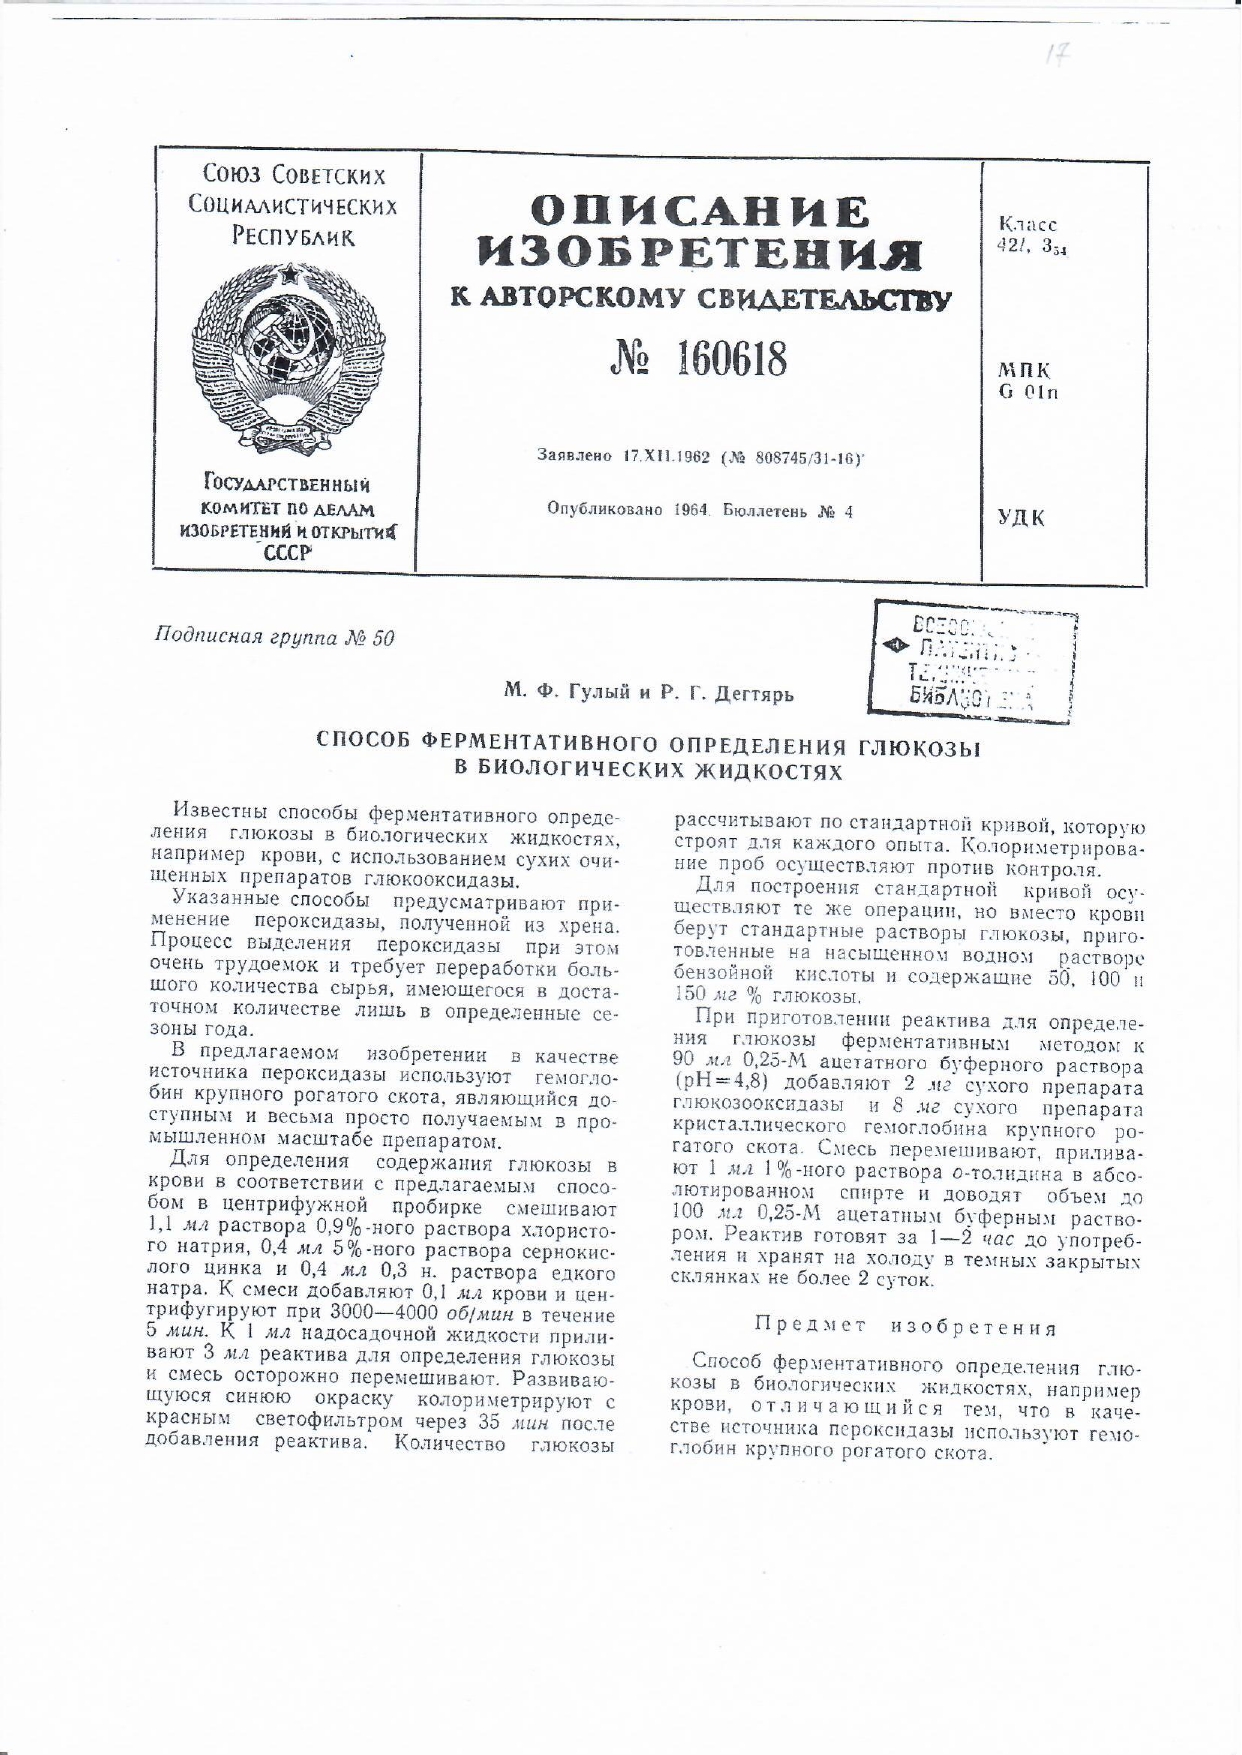 17
Союз Советских
Социалистических
Республик
Государственный
комитет по делам
изобретений и открытий
СССР
ОПИСАНИЕ
ИЗОБРЕТЕНИЯ
К АВТОРСКОМУ СВИДЕТЕЛЬСТВУ
№ 160618
Заявлено 17.XII.1962 (№ 808745/31-16)
Опубликовано 1964. Бюллетень № 4
Класс
42l, 3₅₄
МПК
G 01n
УДК
Подписная группа № 50
М. Ф. Гулый и Р. Г. Дегтярь
СПОСОБ ФЕРМЕНТАТИВНОГО ОПРЕДЕЛЕНИЯ ГЛЮКОЗЫ
В БИОЛОГИЧЕСКИХ ЖИДКОСТЯХ
Известны способы ферментативного опреде-
ления глюкозы в биологических жидкостях,
например крови, с использованием сухих очи-
щенных препаратов глюкооксидазы.
Указанные способы предусматривают при-
менение пероксидазы, полученной из хрена.
Процесс выделения пероксидазы при этом
очень трудоемок и требует переработки боль-
шого количества сырья, имеющегося в доста-
точном количестве лишь в определенные се-
зоны года.
В предлагаемом изобретении в качестве
источника пероксидазы используют гемогло-
бин крупного рогатого скота, являющийся до-
ступным и весьма просто получаемым в про-
мышленном масштабе препаратом.
Для определения содержания глюкозы в
крови в соответствии с предлагаемым спосо-
бом в центрифужной пробирке смешивают
1,1 мл раствора 0,9%-ного раствора хлористо-
го натрия, 0,4 мл 5%-ного раствора сернокис-
лого цинка и 0,4 мл 0,3 н. раствора едкого
натра. К смеси добавляют 0,1 мл крови и цен-
трифугируют при 3000—4000 об/мин в течение
5 мин. К 1 мл надосадочной жидкости прили-
вают 3 мл реактива для определения глюкозы
и смесь осторожно перемешивают. Развиваю-
щуюся синюю окраску колориметрируют с
красным светофильтром через 35 мин после
добавления реактива. Количество глюкозы
рассчитывают по стандартной кривой, которую
строят для каждого опыта. Колориметрирова-
ние проб осуществляют против контроля.
Для построения стандартной кривой осу-
ществляют те же операции, но вместо крови
берут стандартные растворы глюкозы, приго-
товленные на насыщенном водном растворе
бензойной кислоты и содержащие 50, 100 и
150 мг % глюкозы.
При приготовлении реактива для определе-
ния глюкозы ферментативным методом к
90 мл 0,25-М ацетатного буферного раствора
(pH=4,8) добавляют 2 мг сухого препарата
глюкозооксидазы и 8 мг сухого препарата
кристаллического гемоглобина крупного ро-
гатого скота. Смесь перемешивают, прилива-
ют 1 мл 1%-ного раствора о-толидина в абсо-
лютированном спирте и доводят объем до
100 мл 0,25-М ацетатным буферным раство-
ром. Реактив готовят за 1—2 час до употреб-
ления и хранят на холоду в темных закрытых
склянках не более 2 суток.
Предмет изобретения
Способ ферментативного определения глю-
козы в биологических жидкостях, например
крови, отличающийся тем, что в каче-
стве источника пероксидазы используют гемо-
глобин крупного рогатого скота.